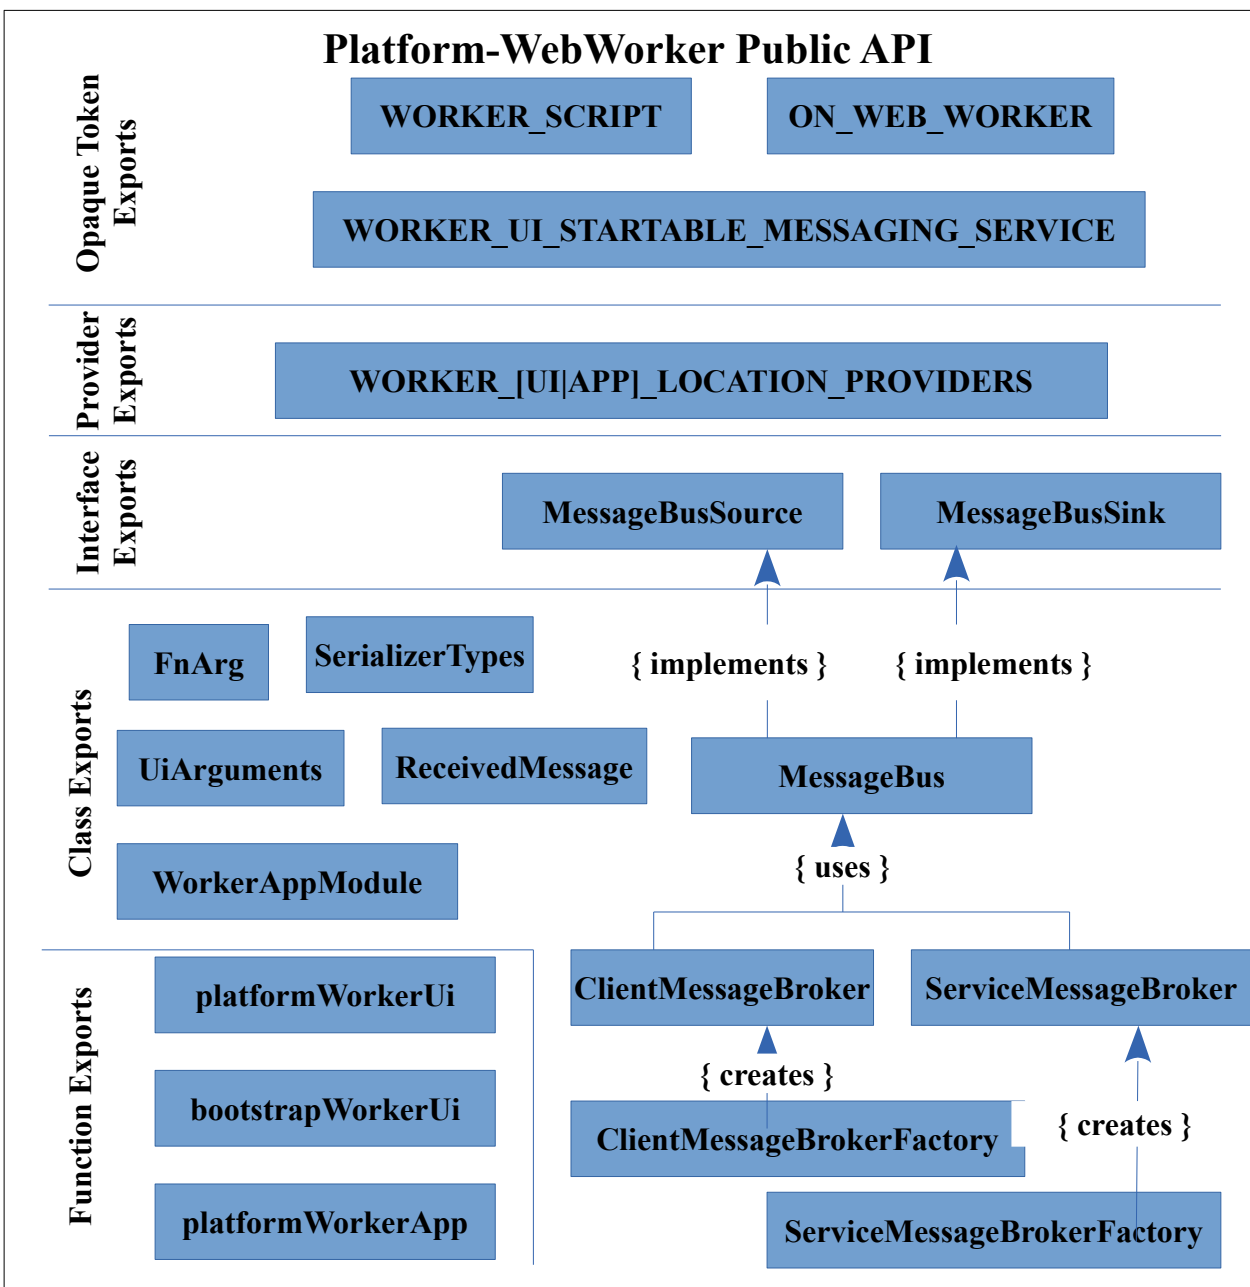 Platform-WebWorker Public API
Opaque Token
Exports
WORKER_SCRIPT
ON_WEB_WORKER
WORKER_UI_STARTABLE_MESSAGING_SERVICE
Provider
Exports
WORKER_[UI|APP]_LOCATION_PROVIDERS
Interface
Exports
MessageBusSource
MessageBusSink
Class Exports
FnArg
SerializerTypes
{ implements }
{ implements }
UiArguments
ReceivedMessage
MessageBus
WorkerAppModule
{ uses }
Function Exports
platformWorkerUi
ClientMessageBroker
ServiceMessageBroker
{ creates }
bootstrapWorkerUi
ClientMessageBrokerFactory
{ creates }
platformWorkerApp
ServiceMessageBrokerFactory